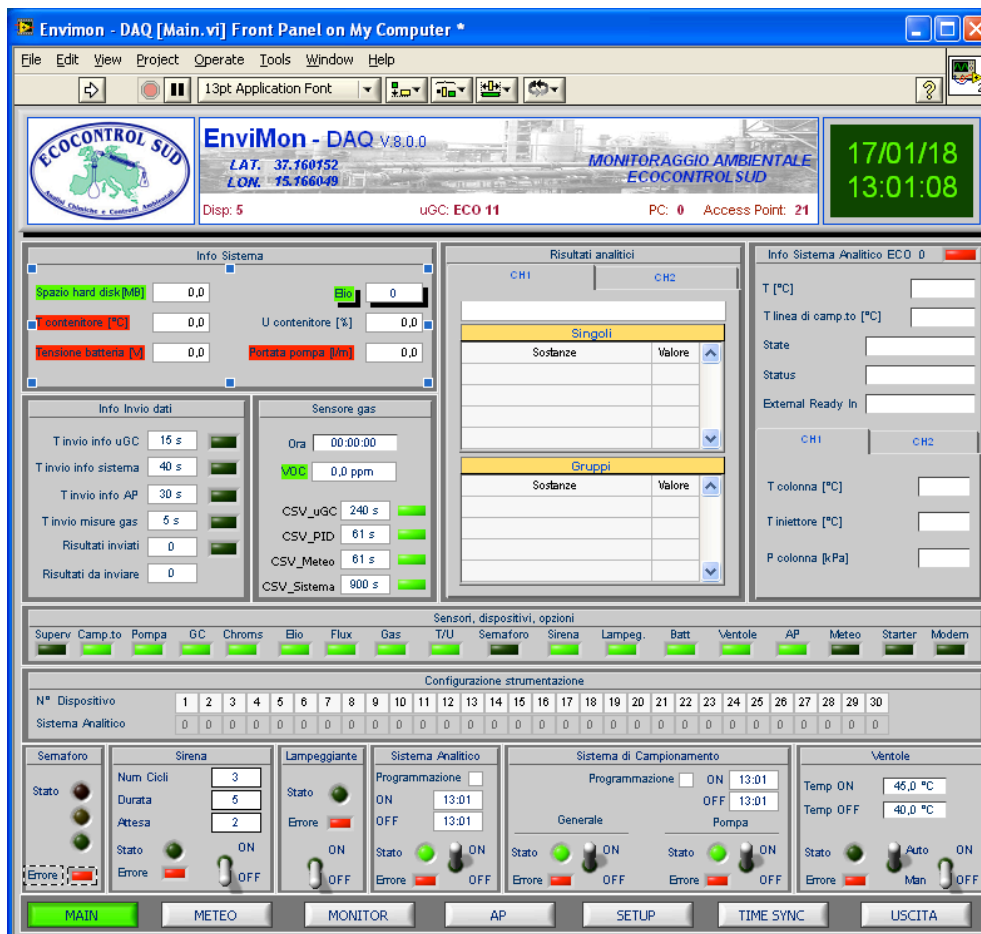 Envimon - DAQ [Main.vi] Front Panel on My Computer *
File Edit View Project Operate Tools Window Help
13pt Application Font
ECOCONTROL SUD
Analisi Chimiche e Controlli Ambientali
EnviMon - DAQ V.8.0.0
LAT. 37.160152
LON. 15.166049
MONITORAGGIO AMBIENTALE
ECOCONTROLSUD
Disp: 5 uGC: ECO 11 PC: 0 Access Point: 21
17/01/18
13:01:08
Info Sistema
Spazio hard disk[MB] 0,0 Bio 0
T contenitore [°C] 0,0 U contenitore [%] 0,0
Tensione batteria [V] 0,0 Portata pompa [l/m] 0,0
Risultati analitici
CH1 CH2
Singoli
Sostanze Valore
Gruppi
Sostanze Valore
Info Sistema Analitico ECO 0
T [°C]
T linea di camp.to [°C]
State
Status
External Ready In
CH1 CH2
T colonna [°C]
T iniettore [°C]
P colonna [kPa]
Info Invio dati
T invio info uGC 15 s
T invio info sistema 40 s
T invio info AP 30 s
T invio misure gas 5 s
Risultati inviati 0
Risultati da inviare 0
Sensore gas
Ora 00:00:00
VOC 0,0 ppm
CSV_uGC 240 s
CSV_PID 61 s
CSV_Meteo 61 s
CSV_Sistema 900 s
Sensori, dispositivi, opzioni
Superv Camp.to Pompa GC Chroms Bio Flux Gas T/U Semaforo Sirena Lampeg. Batt Ventole AP Meteo Starter Modem
Configurazione strumentazione
N° Dispositivo 1 2 3 4 5 6 7 8 9 10 11 12 13 14 15 16 17 18 19 20 21 22 23 24 25 26 27 28 29 30
Sistema Analitico 0 0 0 0 0 0 0 0 0 0 0 0 0 0 0 0 0 0 0 0 0 0 0 0 0 0 0 0 0 0
Semaforo
Stato
Errore
Sirena
Num Cicli 3
Durata 5
Attesa 2
Stato ON
Errore OFF
Lampeggiante
Stato
Errore
ON
OFF
Sistema Analitico
Programmazione
ON 13:01
OFF 13:01
Stato ON
Errore OFF
Sistema di Campionamento
Programmazione ON 13:01
OFF 13:01
Generale Pompa
Stato ON Stato ON
Errore OFF Errore OFF
Ventole
Temp ON 45,0 °C
Temp OFF 40,0 °C
Stato Auto ON
Errore Man OFF
MAIN METEO MONITOR AP SETUP TIME SYNC USCITA